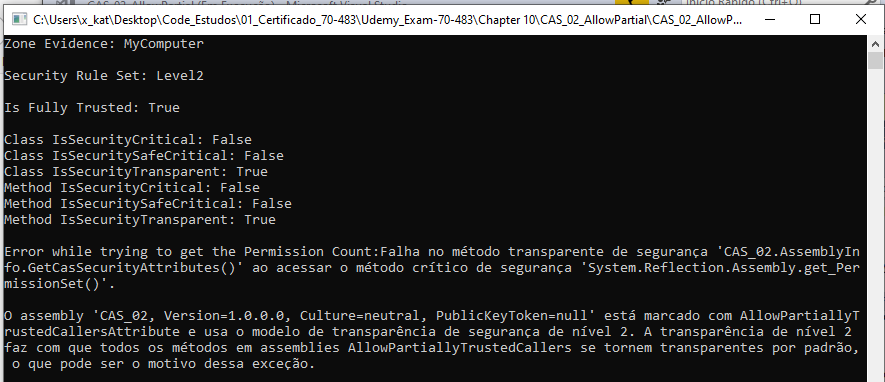 C:\Users\x_kat\Desktop\Code_Estudos\01_Certificado_70-483\Udemy_Exam-70-483\Chapter 10\CAS_02_AllowPartial\CAS_02_AllowP...
Zone Evidence: MyComputer
Security Rule Set: Level2
Is Fully Trusted: True
Class IsSecurityCritical: False
Class IsSecuritySafeCritical: False
Class IsSecurityTransparent: True
Method IsSecurityCritical: False
Method IsSecuritySafeCritical: False
Method IsSecurityTransparent: True
Error while trying to get the Permission Count:Falha no método transparente de segurança 'CAS_02.AssemblyIn
fo.GetCasSecurityAttributes()' ao acessar o método crítico de segurança 'System.Reflection.Assembly.get_Per
missionSet()'.
O assembly 'CAS_02, Version=1.0.0.0, Culture=neutral, PublicKeyToken=null' está marcado com AllowPartiallyT
rustedCallersAttribute e usa o modelo de transparência de segurança de nível 2. A transparência de nível 2
faz com que todos os métodos em assemblies AllowPartiallyTrustedCallers se tornem transparentes por padrão,
 o que pode ser o motivo dessa exceção.